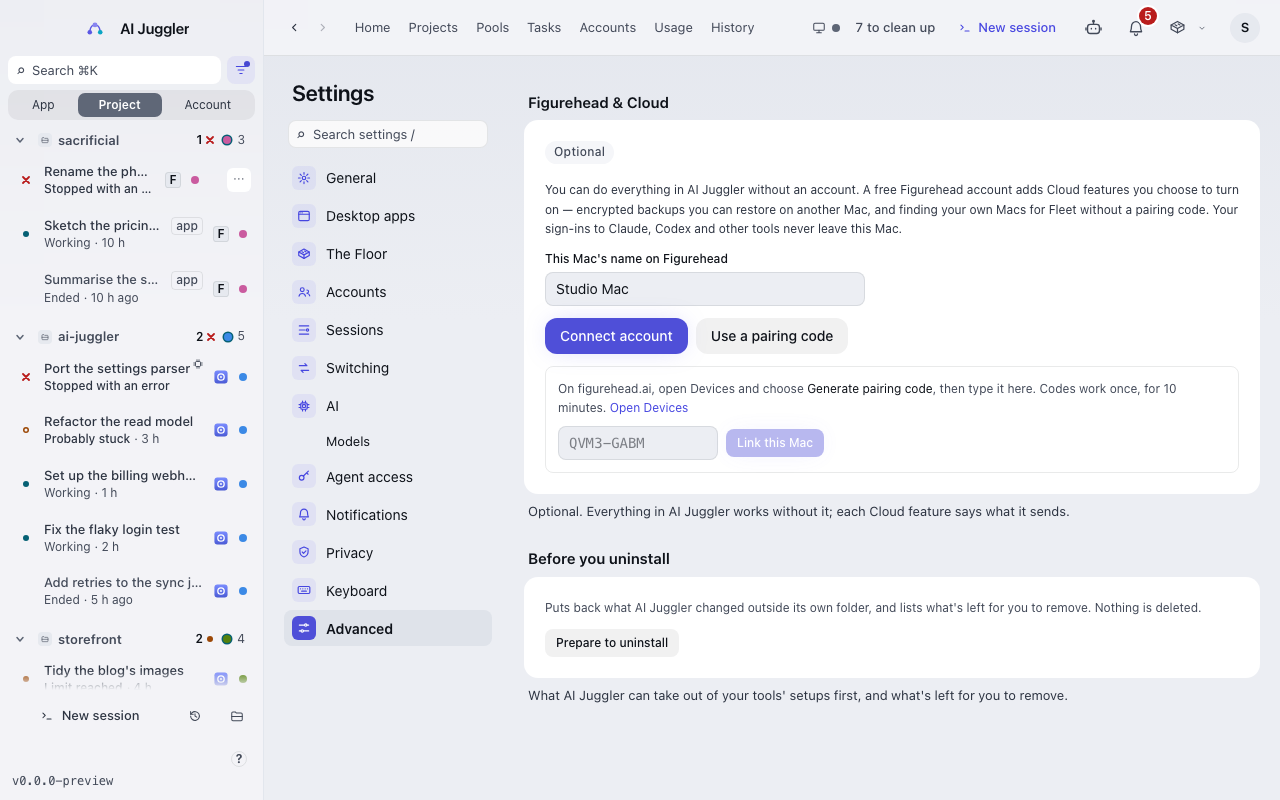 AI Juggler
Home
Projects
Pools
Tasks
Accounts
Usage
History
7 to clean up
New session
5
S
Search ⌘K
App
Project
Account
sacrificial
1
3
Rename the ph...
Stopped with an ...
F
Sketch the pricin...
app
Working · 10 h
F
Summarise the s...
app
Ended · 10 h ago
F
ai-juggler
2
5
Port the settings parser
Stopped with an error
Refactor the read model
Probably stuck · 3 h
Set up the billing webh...
Working · 1 h
Fix the flaky login test
Working · 2 h
Add retries to the sync j...
Ended · 5 h ago
storefront
2
4
Tidy the blog's images
Limit reached · 4 h
New session
?
v0.0.0-preview
Settings
Search settings /
General
Desktop apps
The Floor
Accounts
Sessions
Switching
AI
Models
Agent access
Notifications
Privacy
Keyboard
Advanced
Figurehead & Cloud
Optional
You can do everything in AI Juggler without an account. A free Figurehead account adds Cloud features you choose to turn
on — encrypted backups you can restore on another Mac, and finding your own Macs for Fleet without a pairing code. Your
sign-ins to Claude, Codex and other tools never leave this Mac.
This Mac's name on Figurehead
Studio Mac
Connect account
Use a pairing code
On figurehead.ai, open Devices and choose Generate pairing code, then type it here. Codes work once, for 10
minutes. Open Devices
QVM3-GABM
Link this Mac
Optional. Everything in AI Juggler works without it; each Cloud feature says what it sends.
Before you uninstall
Puts back what AI Juggler changed outside its own folder, and lists what's left for you to remove. Nothing is deleted.
Prepare to uninstall
What AI Juggler can take out of your tools' setups first, and what's left for you to remove.